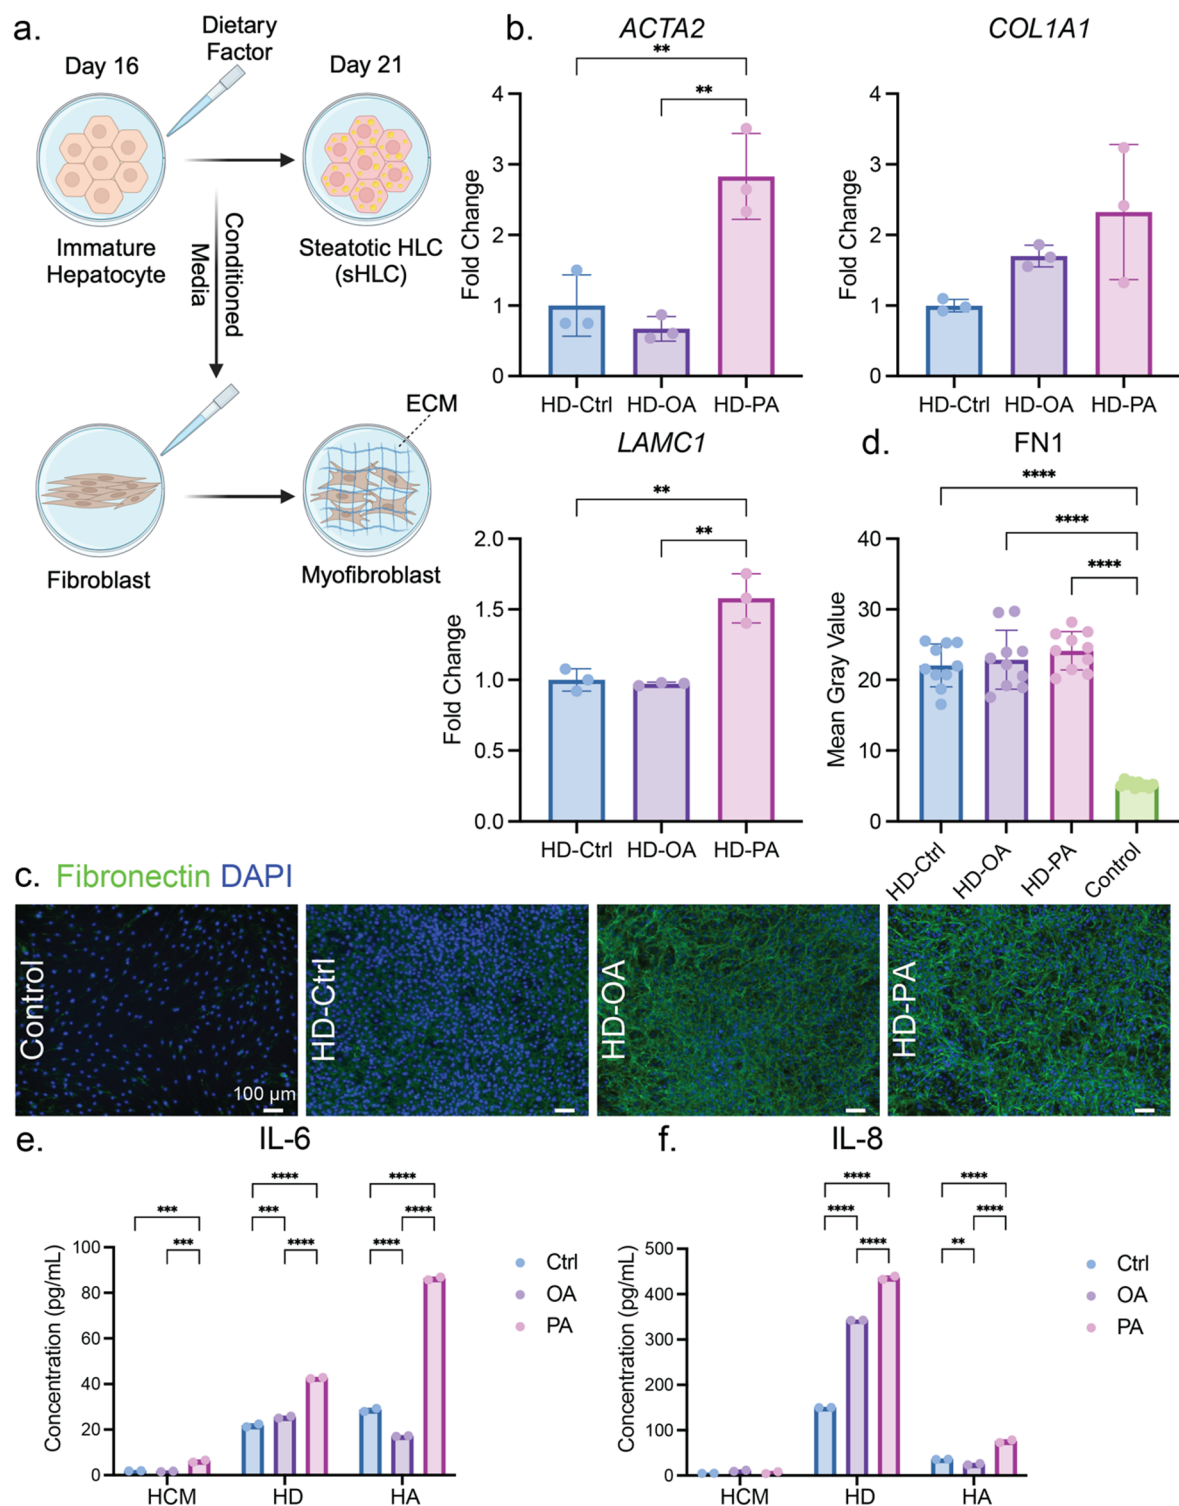 a.
Dietary
Factor
Day 16
Day 21
Immature
Hepatocyte
Steatotic HLC
(sHLC)
Conditioned
Media
ECM
Fibroblast
Myofibroblast
b.
ACTA2
**
**
4
3
2
1
0
Fold Change
HD-Ctrl HD-OA HD-PA
COL1A1
4
3
2
1
0
Fold Change
HD-Ctrl HD-OA HD-PA
LAMC1
**
**
2.0
1.5
1.0
0.5
0.0
Fold Change
HD-Ctrl HD-OA HD-PA
d.
FN1
****
****
****
40
30
20
10
0
Mean Gray Value
HD-Ctrl HD-OA HD-PA Control
c. Fibronectin DAPI
Control
100 µm
HD-Ctrl
HD-OA
HD-PA
e.
IL-6
**** ****
*** *** ****
*** **** ****
100
80
60
40
20
0
Concentration (pg/mL)
HCM HD HA
Ctrl
OA
PA
f.
IL-8
**** ****
**** ****
**** **
500
400
300
200
100
0
Concentration (pg/mL)
HCM HD HA
Ctrl
OA
PA